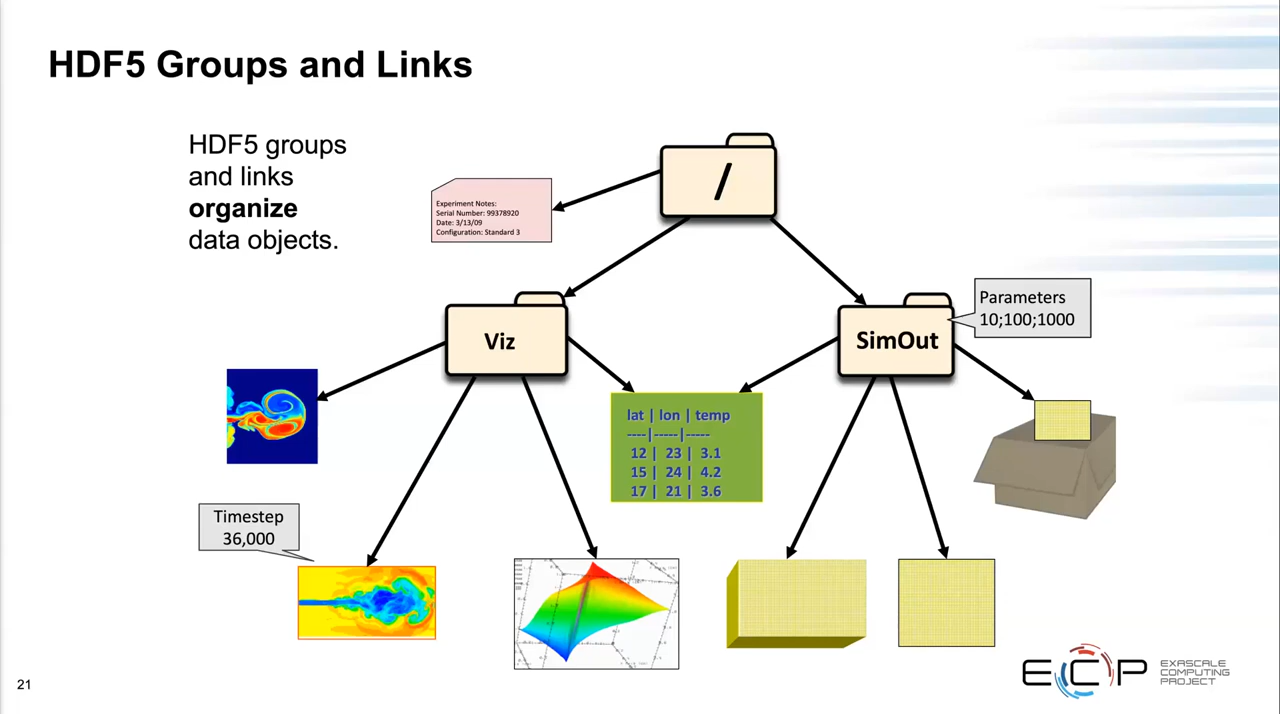 HDF5 Groups and Links
HDF5 groups
and links
organize
data objects.
/
Experiment Notes:
Serial Number: 99378920
Date: 3/13/09
Configuration: Standard 3
Viz
SimOut
Parameters
10;100;1000
lat | lon | temp
----|-----|-----
12 | 23 | 3.1
15 | 24 | 4.2
17 | 21 | 3.6
Timestep
36,000
21
ECP
EXASCALE
COMPUTING
PROJECT